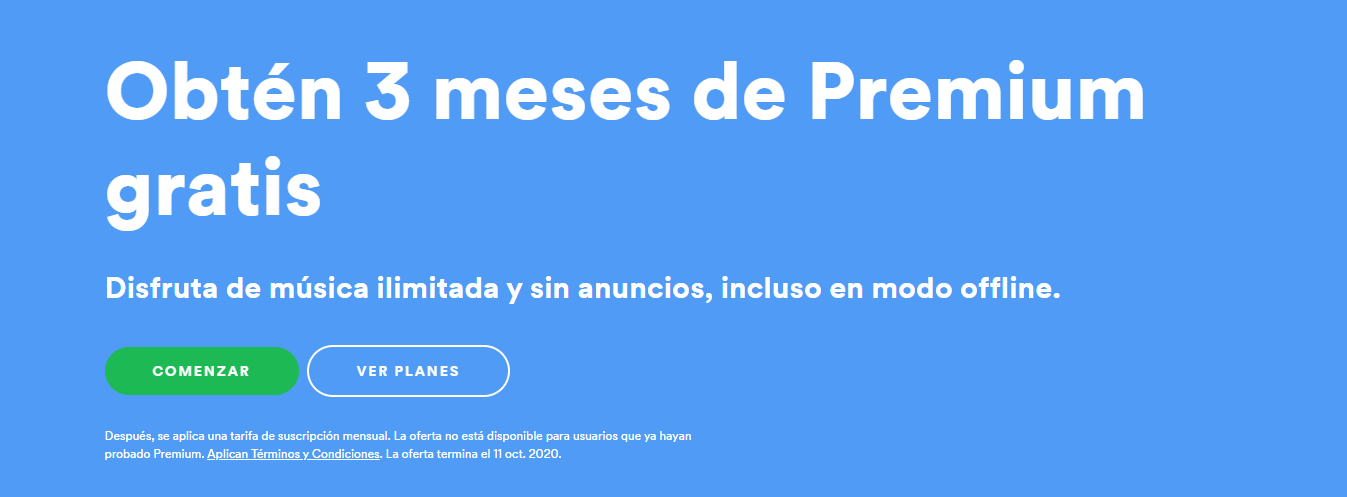 Obtén 3 meses de Premium
gratis
Disfruta de música ilimitada y sin anuncios, incluso en modo offline.
COMENZAR
VER PLANES
Después, se aplica una tarifa de suscripción mensual. La oferta no está disponible para usuarios que ya hayan
probado Premium. Aplican Términos y Condiciones. La oferta termina el 11 oct. 2020.